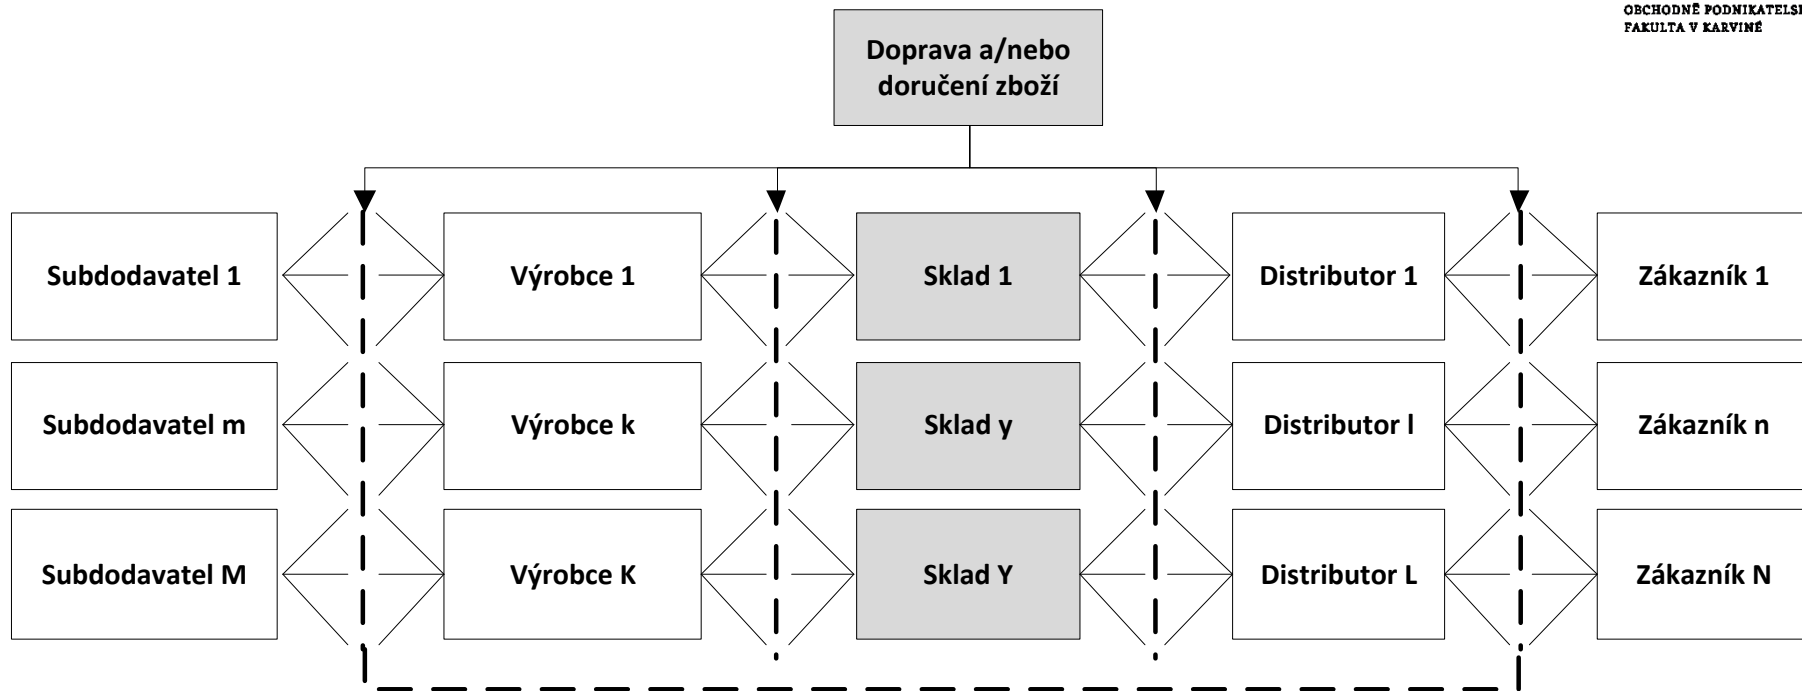 OBCHODNĚ PODNIKATELSK
FAKULTA V KARVINÉ
Doprava a/nebo
doručení zboží
Subdodavatel 1
Výrobce 1
Sklad 1
Distributor 1
Zákazník 1
Subdodavatel m
Výrobce k
Sklad y
Distributor l
Zákazník n
Subdodavatel M
Výrobce K
Sklad Y
Distributor L
Zákazník N